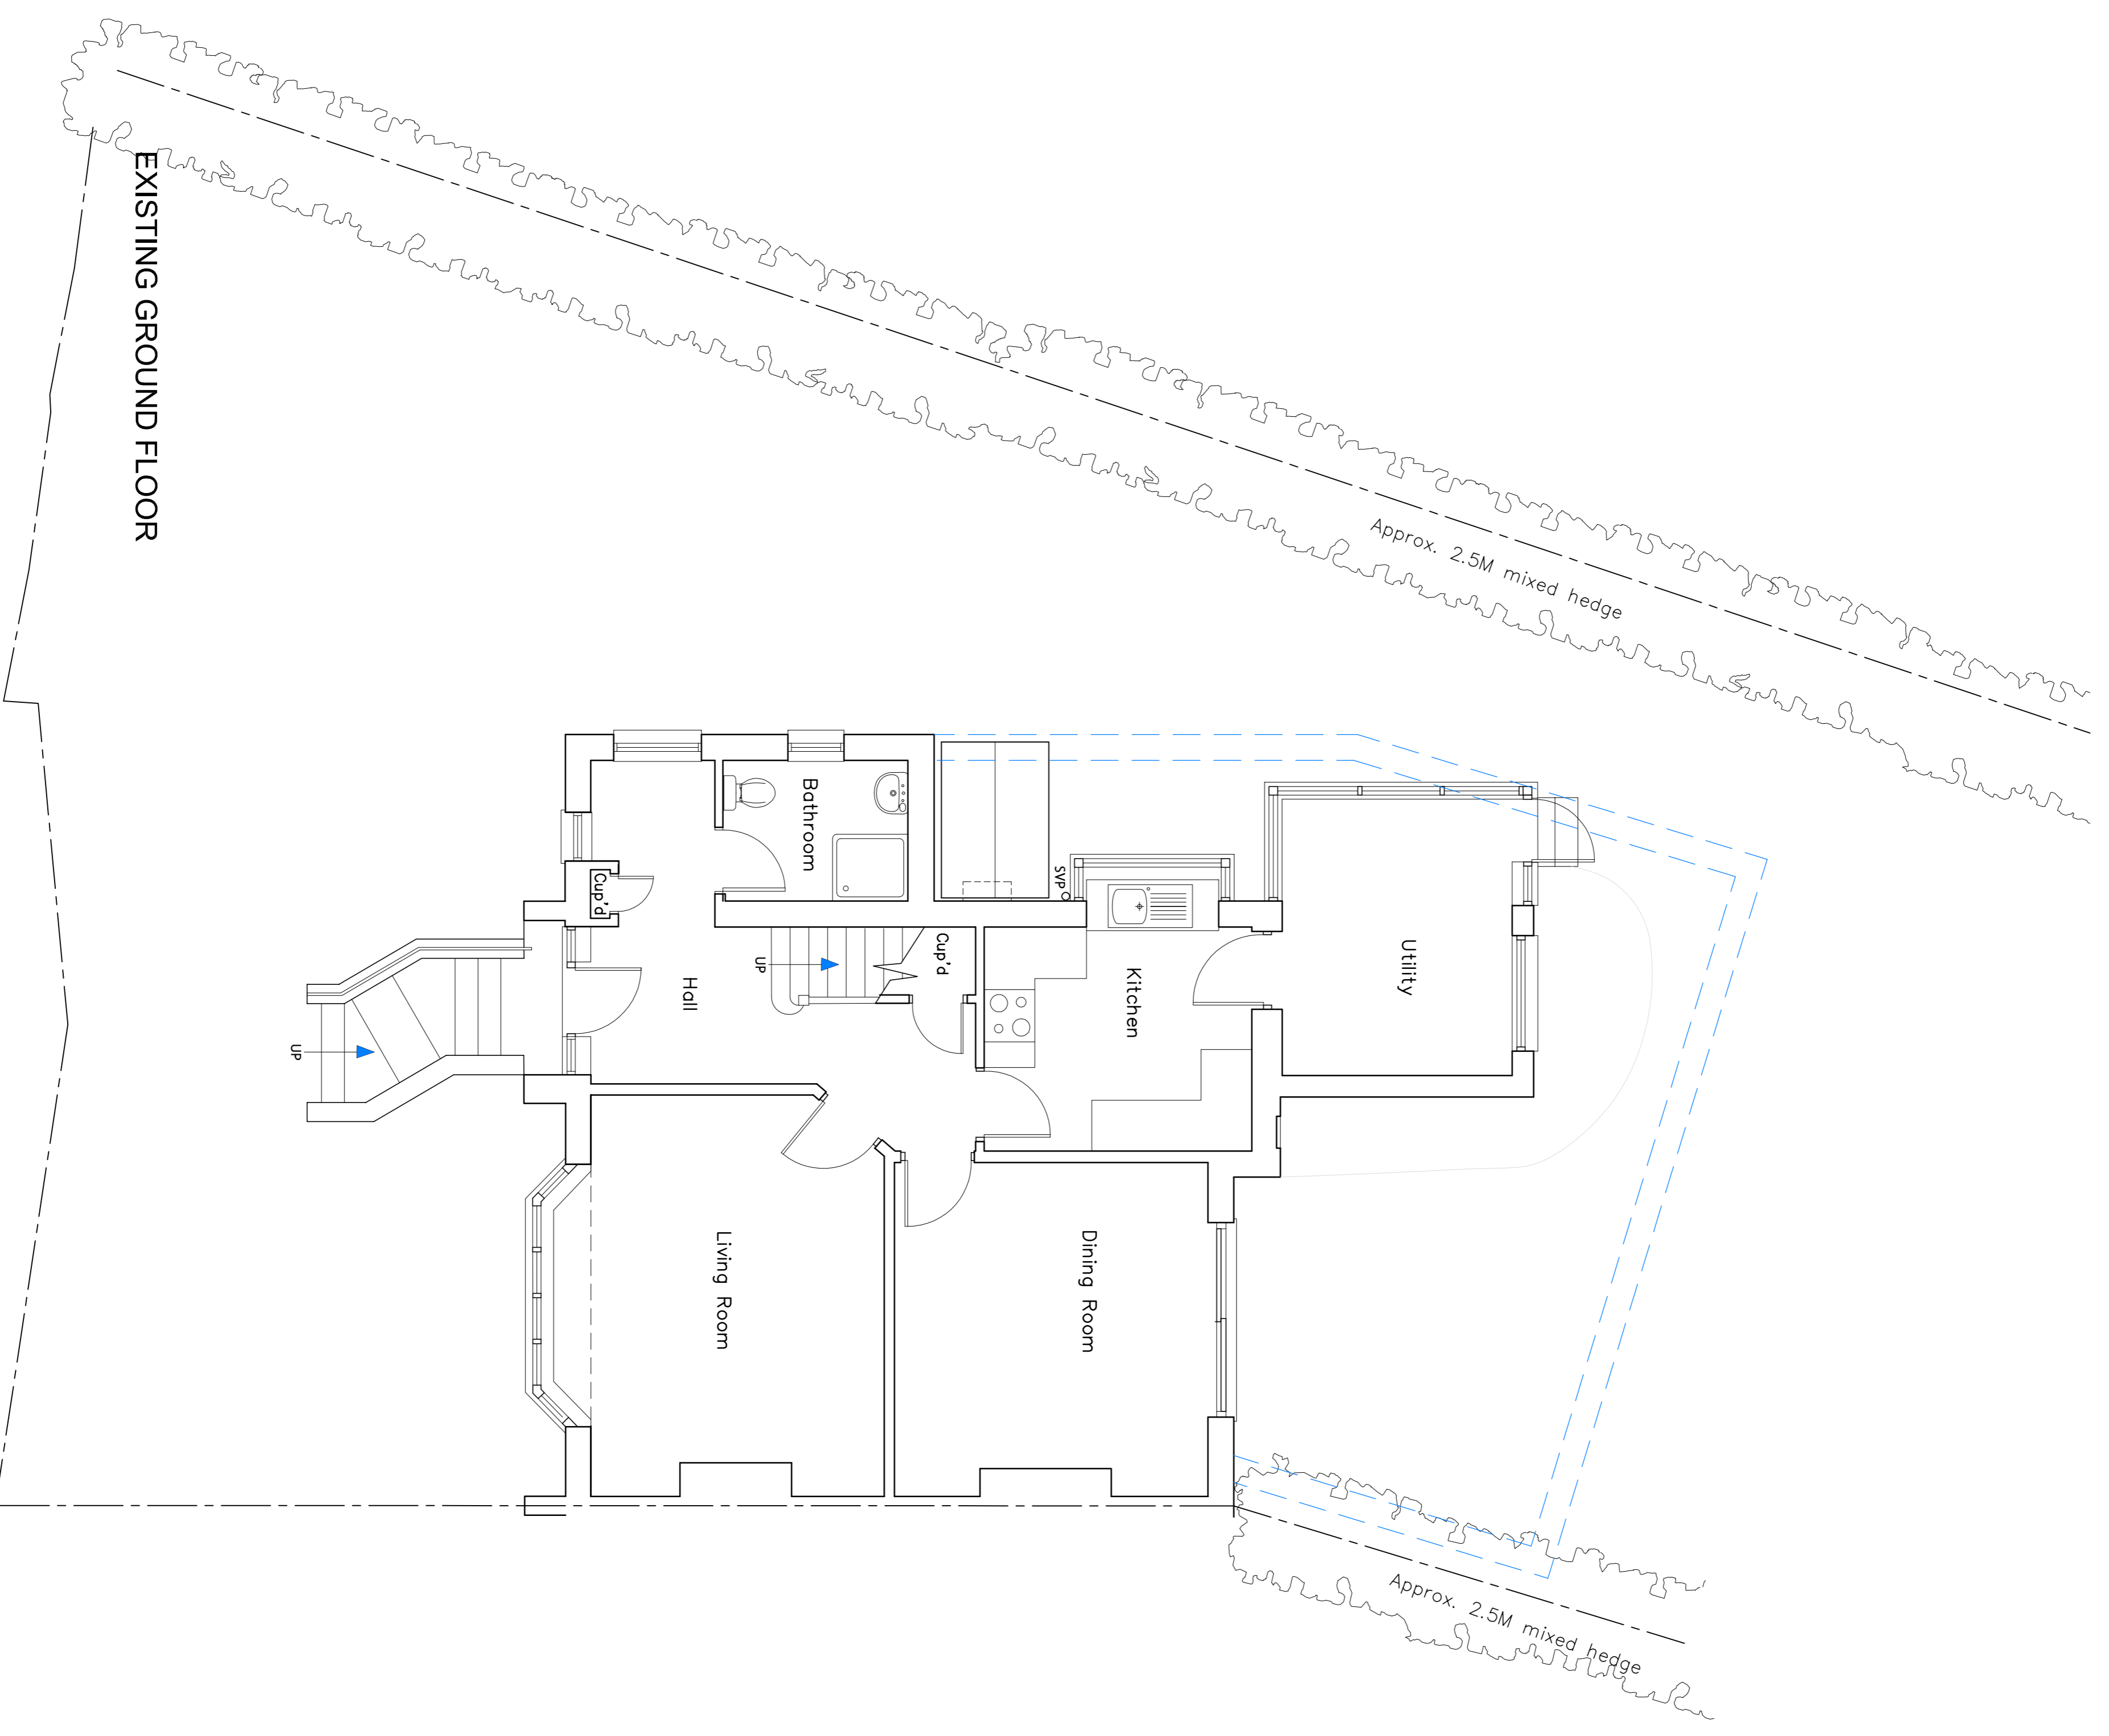 EXISTING GROUND FLOOR
Approx. 2.5M mixed hedge
Bathroom
Cup'd
SVP
Utility
Cup'd
Kitchen
UP
Hall
UP
Living Room
Dining Room
Approx. 2.5M mixed hedge